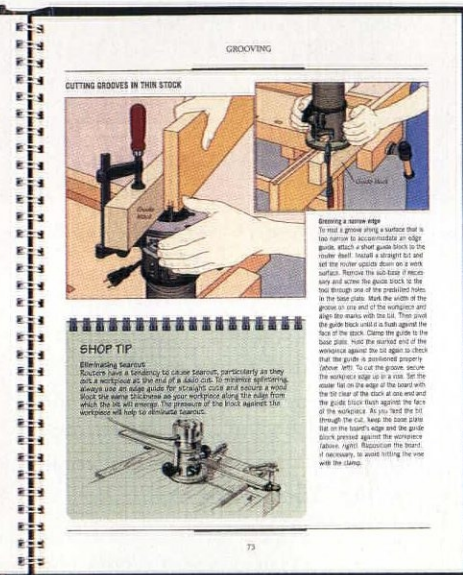 GROOVING
CUTTING GROOVES IN THIN STOCK
Guide
block
Guide block
Grooving a narrow edge
To rout a groove along a surface that is
too narrow to accommodate an edge
guide, attach a short guide block to the
router itself. Install a straight bit and
set the router upside down on a work
surface. Remove the sub-base if neces-
sary and screw the guide block to the
tool through one of the predrilled holes
in the base plate. Mark the width of the
groove on one end of the workpiece and
align the marks with the bit. Then pivot
the guide block until it is flush against the
face of the stock. Clamp the guide to the
base plate. Hold the marked end of the
workpiece against the bit again to check
that the guide is positioned properly
(above, left). To cut the groove, secure
the workpiece edge up in a vise. Set the
router flat on the edge of the board with
the bit clear of the stock at one end and
the guide block flush against the face
of the workpiece. As you feed the bit
through the cut, keep the base plate
flat on the board's edge and the guide
block pressed against the workpiece
(above, right). Reposition the board,
if necessary, to avoid hitting the vise
with the clamp.
SHOP TIP
Eliminating tearout
Routers have a tendency to cause tearout, particularly as they
exit a workpiece at the end of a dado cut. To minimize splintering,
always use an edge guide for straight cuts and secure a wood
block the same thickness as your workpiece along the edge from
which the bit will emerge. The pressure of the block against the
workpiece will help to eliminate tearout.
73